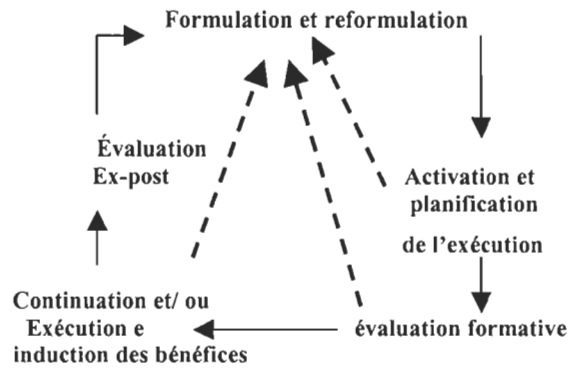 Formulation et reformulation
Évaluation
Ex-post
Activation et
planification
de l'exécution
Continuation et/ ou
Exécution e
induction des bénéfices
évaluation formative